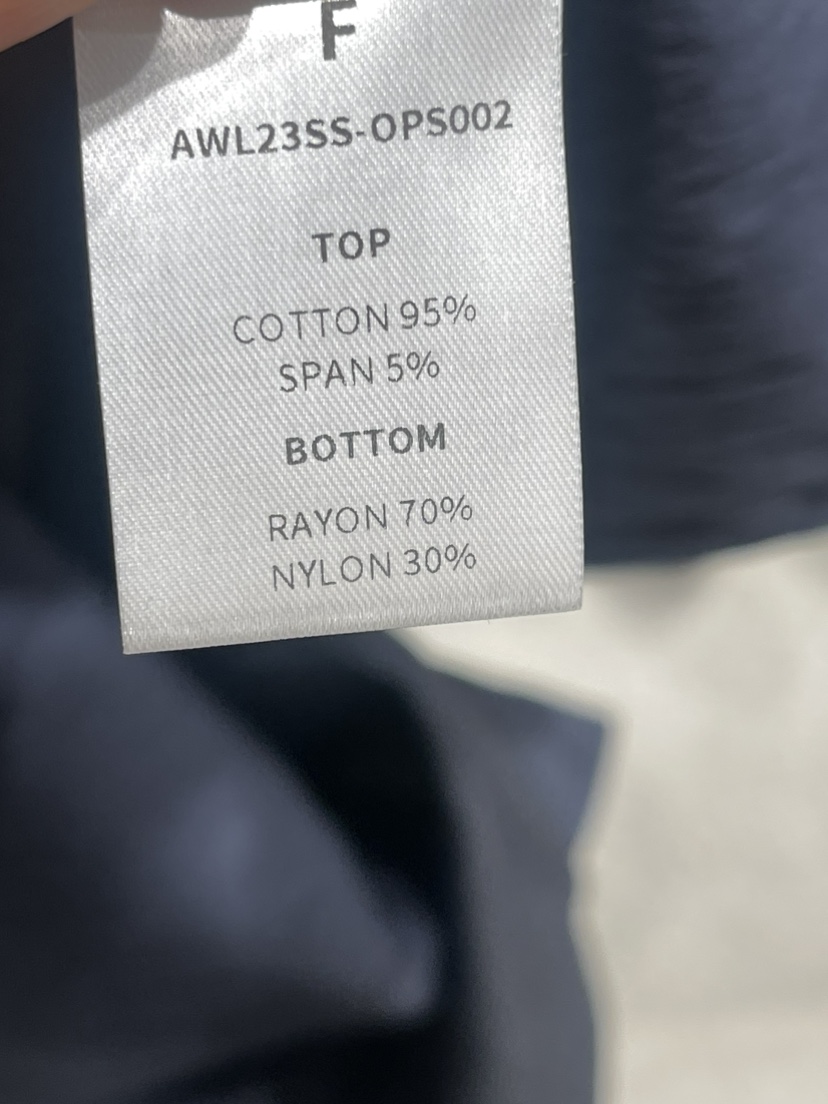 F
AWL23SS-OPS002
TOP
COTTON 95%
SPAN 5%
BOTTOM
RAYON 70%
NYLON 30%